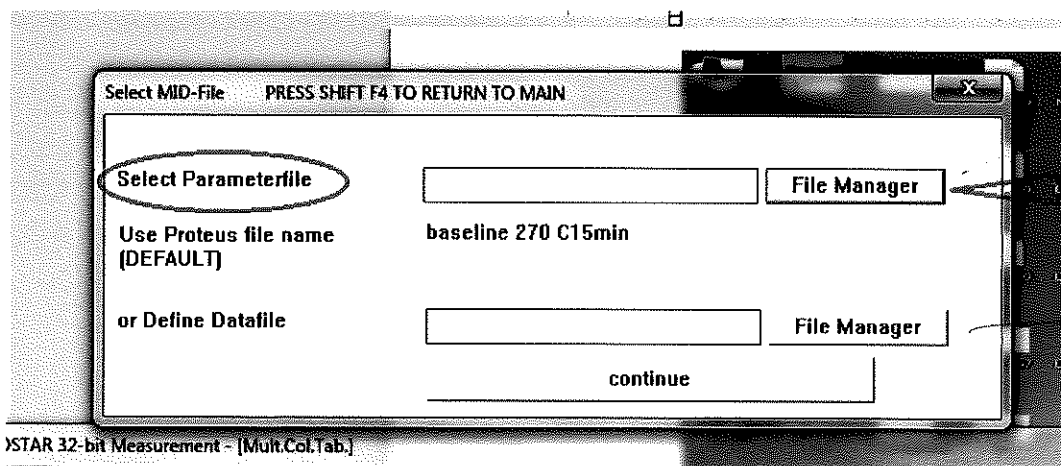 Select MID-File PRESS SHIFT F4 TO RETURN TO MAIN
Select Parameterfile File Manager
Use Proteus file name baseline 270 C15min
(DEFAULT)
or Define Datafile File Manager
continue
STAR 32-bit Measurement - [Mult.Col.Tab.]